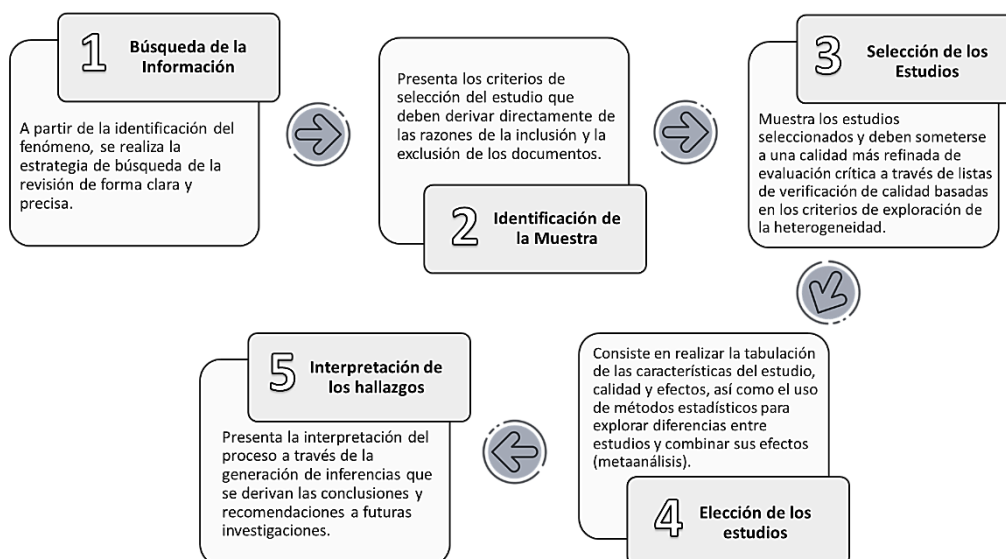 1
Búsqueda de la
Información
A partir de la identificación del
fenómeno, se realiza la
estrategia de búsqueda de la
revisión de forma clara y
precisa.
Presenta los criterios de
selección del estudio que
deben derivar directamente de
las razones de la inclusión y la
exclusión de los documentos.
2
Identificación de
la Muestra
3
Selección de los
Estudios
Muestra los estudios
seleccionados y deben someterse
a una calidad más refinada de
evaluación crítica a través de listas
de verificación de calidad basadas
en los criterios de exploración de
la heterogeneidad.
Consiste en realizar la tabulación
de las características del estudio,
calidad y efectos, así como el uso
de métodos estadísticos para
explorar diferencias entre
estudios y combinar sus efectos
(metaanálisis).
4
Elección de los
estudios
5
Interpretación de
los hallazgos
Presenta la interpretación del
proceso a través de la
generación de inferencias que
se derivan las conclusiones y
recomendaciones a futuras
investigaciones.